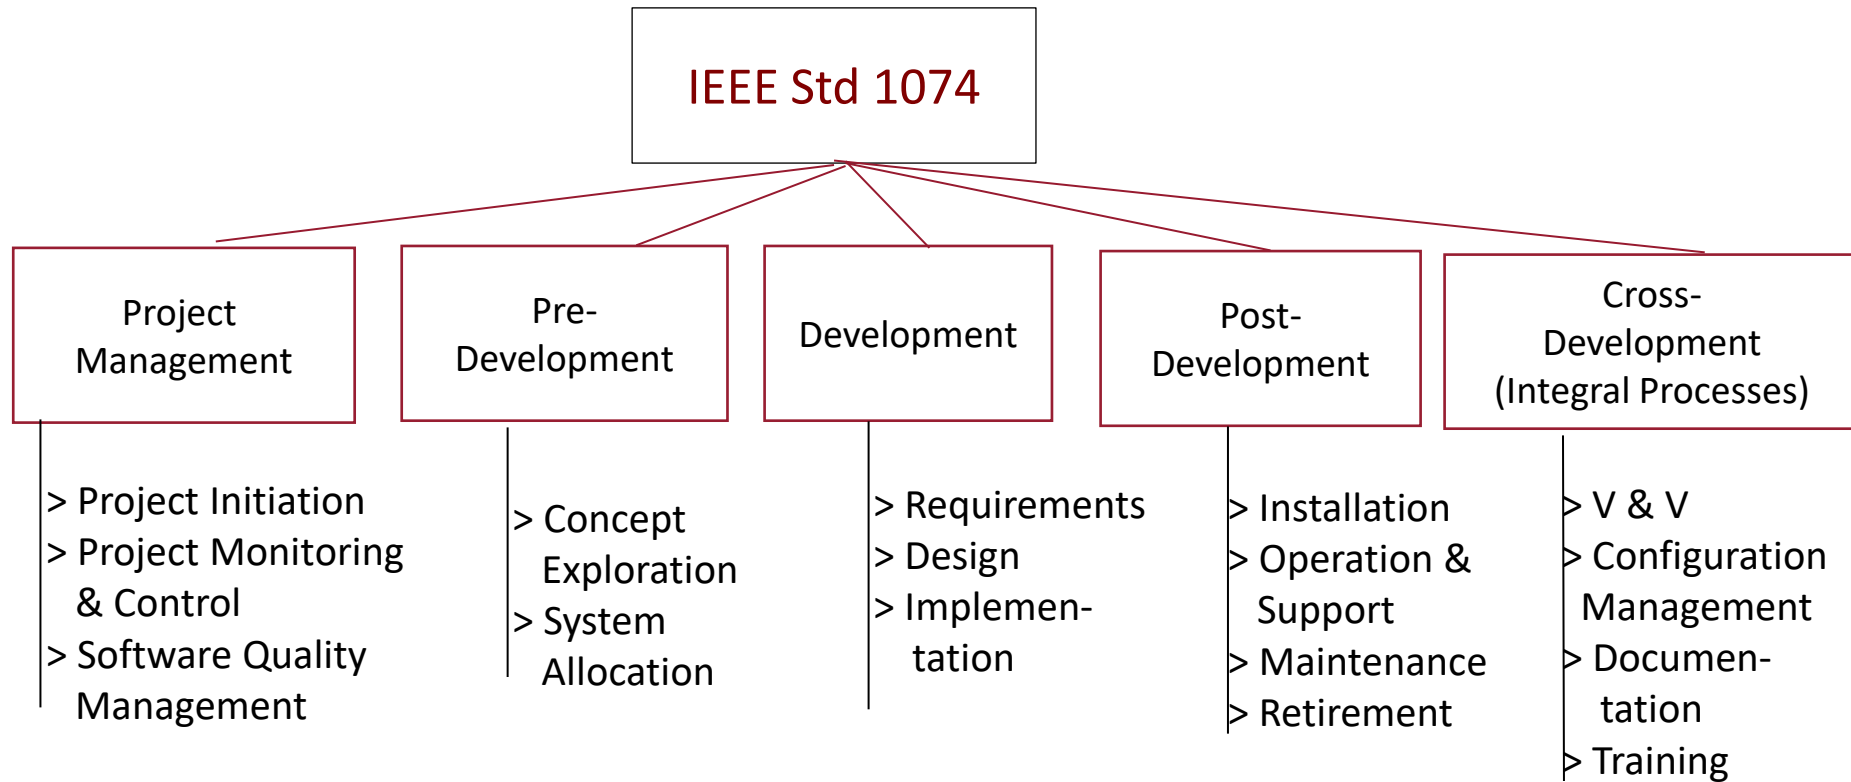 IEEE Std 1074
Project
Management
Pre-
Development
Development
Post-
Development
Cross-
Development
(Integral Processes)
> Project Initiation
> Project Monitoring
& Control
> Software Quality
Management
> Concept
Exploration
> System
Allocation
> Requirements
> Design
> Implemen-
tation
> Installation
> Operation &
Support
> Maintenance
> Retirement
> V & V
> Configuration
Management
> Documen-
tation
> Training